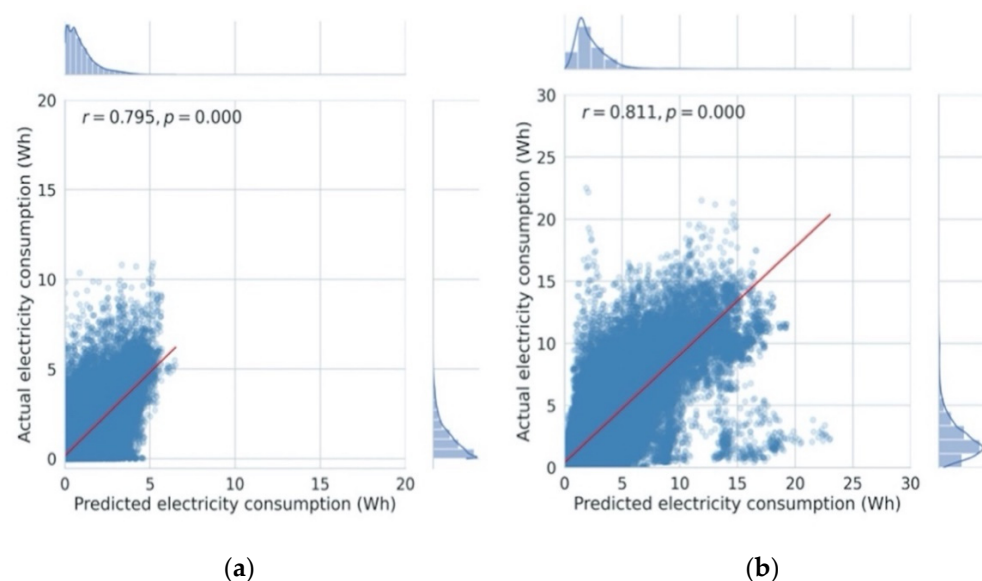 r = 0.795, p = 0.000
20
15
10
5
0
Actual electricity consumption (Wh)
0 5 10 15 20
Predicted electricity consumption (Wh)
(a)
r = 0.811, p = 0.000
30
25
20
15
10
5
0
Actual electricity consumption (Wh)
0 5 10 15 20 25 30
Predicted electricity consumption (Wh)
(b)